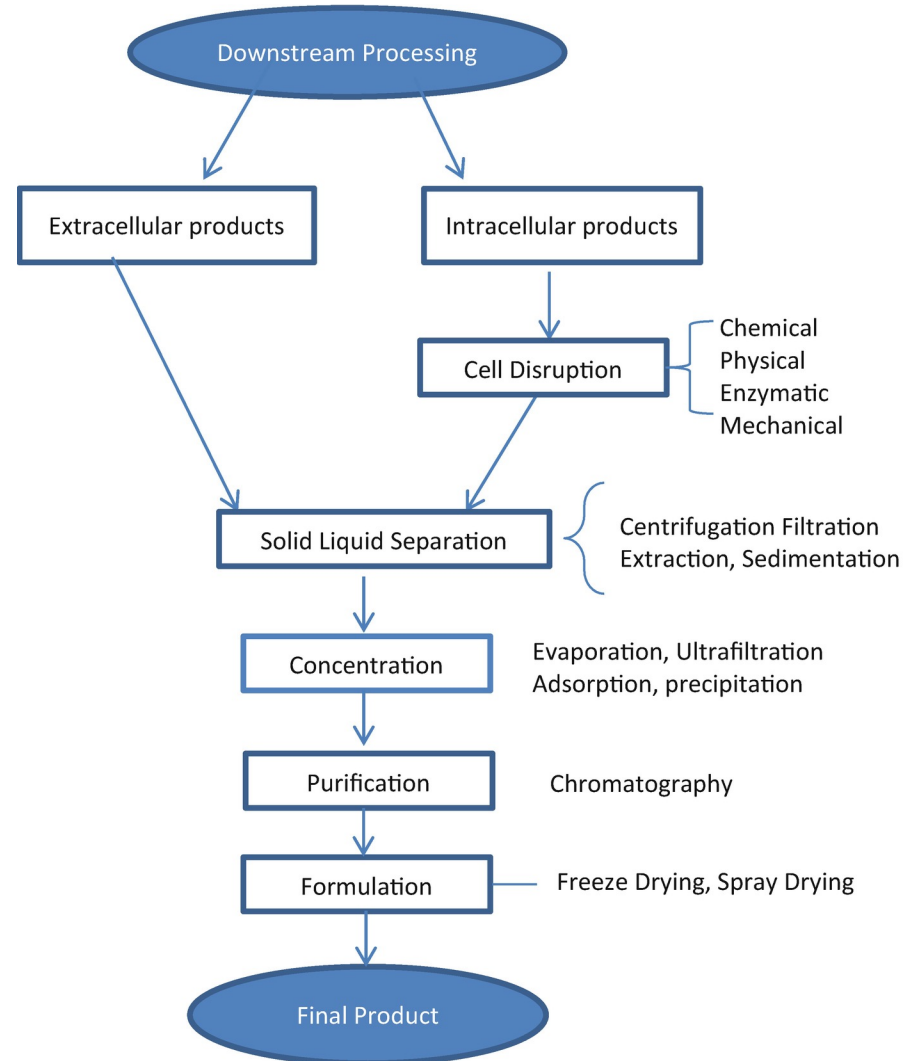 Downstream Processing
Extracellular products
Intracellular products
Cell Disruption
Chemical
Physical
Enzymatic
Mechanical
Solid Liquid Separation
Centrifugation Filtration
Extraction, Sedimentation
Concentration
Evaporation, Ultrafiltration
Adsorption, precipitation
Purification
Chromatography
Formulation
Freeze Drying, Spray Drying
Final Product